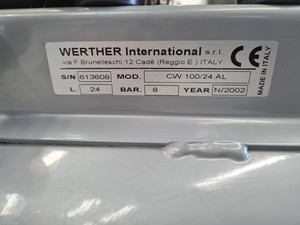 WERTHER International s.r.l.
via F.Brunelleschi,12 Cadè (Reggio E.) ITALY
CE
S/N 613608 MOD. CW 100/24 AL
L. 24 BAR. 8 YEAR N/2002
MADE IN ITALY